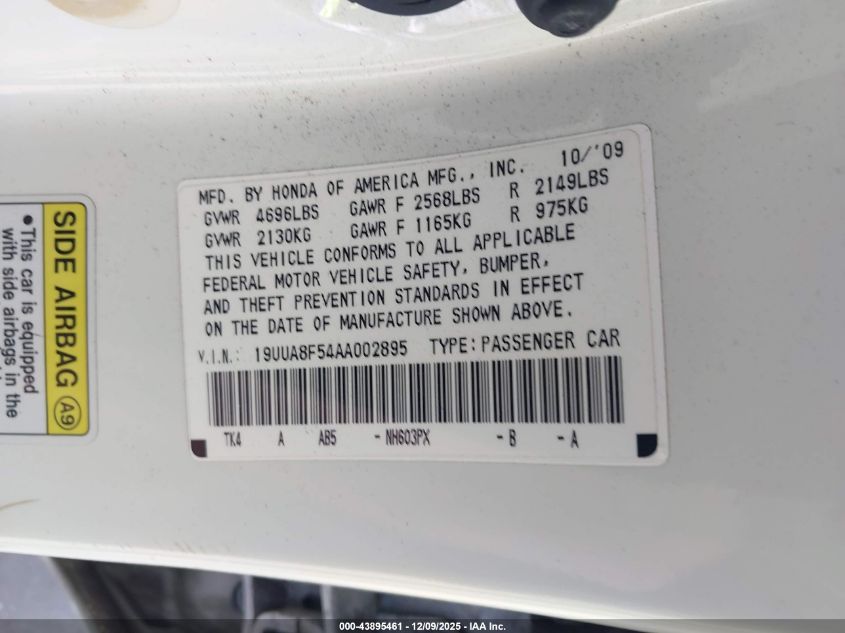 MFD. BY HONDA OF AMERICA MFG., INC. 10/'09
GVWR 4696LBS GAWR F 2568LBS R 2149LBS
GVWR 2130KG GAWR F 1165KG R 975KG
THIS VEHICLE CONFORMS TO ALL APPLICABLE
FEDERAL MOTOR VEHICLE SAFETY, BUMPER,
AND THEFT PREVENTION STANDARDS IN EFFECT
ON THE DATE OF MANUFACTURE SHOWN ABOVE.
V.I.N.: 19UUA8F54AA002895 TYPE: PASSENGER CAR
TK4 A AB5 - NH603PX - B - A
SIDE AIRBAG A9
•This car is equipped
with side airbags in the
000-43895461 - 12/09/2025 - IAA Inc.